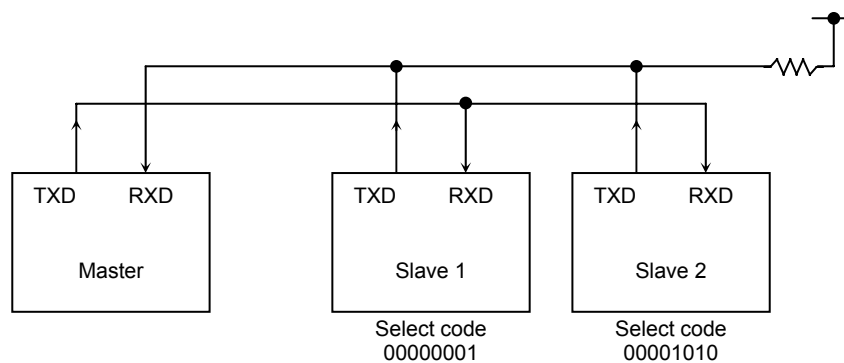 TXD RXD TXD RXD TXD RXD
Master Slave 1 Slave 2
Select code Select code
00000001 00001010